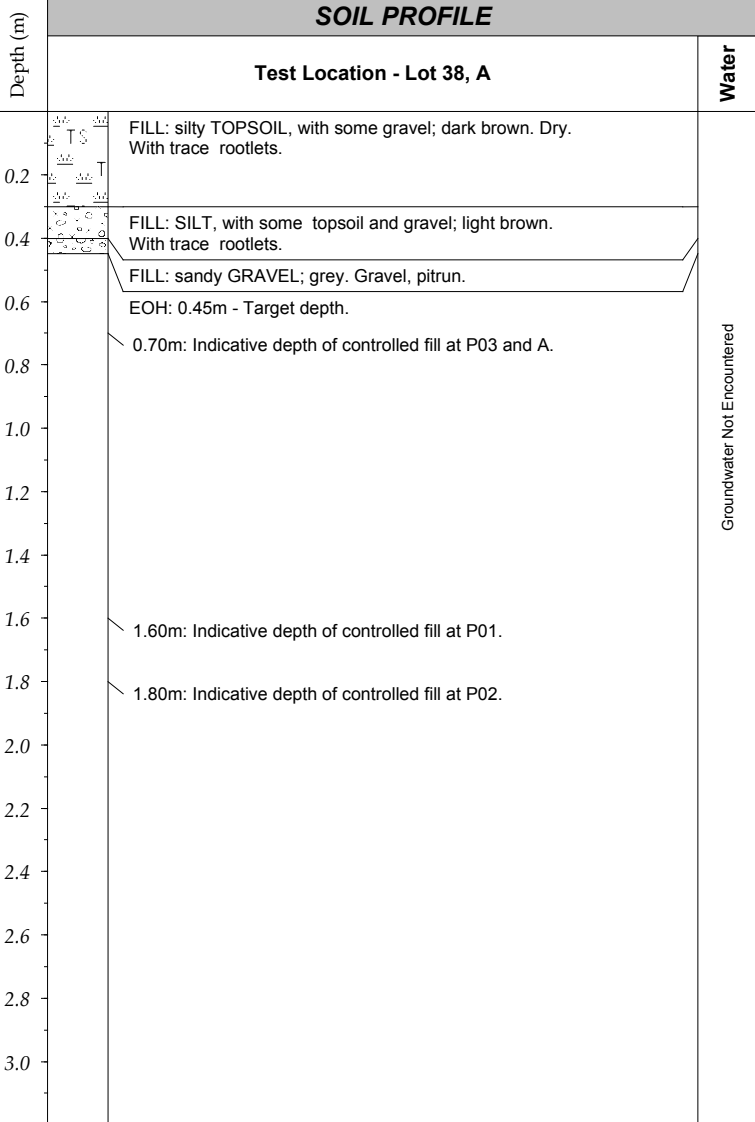 SOIL PROFILE
Depth (m)
Test Location - Lot 38, A
Water
FILL: silty TOPSOIL, with some gravel; dark brown. Dry.
With trace rootlets.
T S
T
0.2
FILL: SILT, with some topsoil and gravel; light brown.
With trace rootlets.
0.4
FILL: sandy GRAVEL; grey. Gravel, pitrun.
EOH: 0.45m - Target depth.
0.6
0.70m: Indicative depth of controlled fill at P03 and A.
0.8
Groundwater Not Encountered
1.0
1.2
1.4
1.6
1.60m: Indicative depth of controlled fill at P01.
1.8
1.80m: Indicative depth of controlled fill at P02.
2.0
2.2
2.4
2.6
2.8
3.0